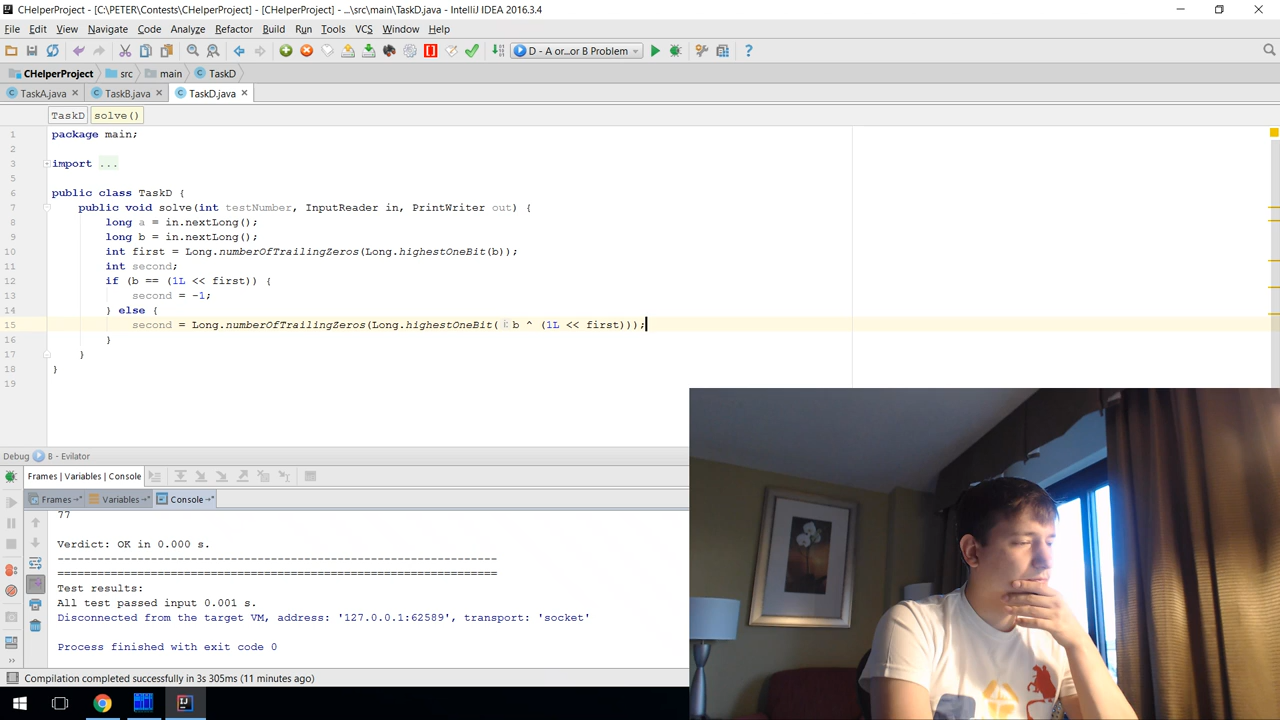 CHelperProject - [C:\PETER\Contests\CHelperProject] - [CHelperProject] - ...\src\main\TaskD.java - IntelliJ IDEA 2016.3.4
File Edit View Navigate Code Analyze Refactor Build Run Tools VCS Window Help
D - A or...or B Problem
CHelperProject src main TaskD
TaskA.java TaskB.java TaskD.java
TaskD solve()
1 package main;
2
3 import ...
5
6 public class TaskD {
7 public void solve(int testNumber, InputReader in, PrintWriter out) {
8 long a = in.nextLong();
9 long b = in.nextLong();
10 int first = Long.numberOfTrailingZeros(Long.highestOneBit(b));
11 int second;
12 if (b == (1L << first)) {
13 second = -1;
14 } else {
15 second = Long.numberOfTrailingZeros(Long.highestOneBit( b ^ (1L << first)));
16 }
17 }
18 }
19
Debug B - Evilator
Frames | Variables | Console
Frames Variables Console
77
Verdict: OK in 0.000 s.
------------------------------------------------------------------
==================================================================
Test results:
All test passed input 0.001 s.
Disconnected from the target VM, address: '127.0.0.1:62589', transport: 'socket'
Process finished with exit code 0
Compilation completed successfully in 3s 305ms (11 minutes ago)